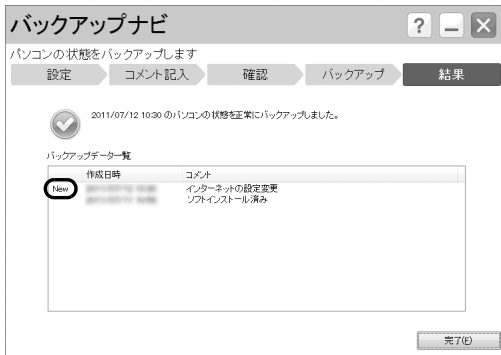 バックアップナビ
? – ×
パソコンの状態をバックアップします
設定 コメント記入 確認 バックアップ 結果
2011/07/12 10:30 のパソコンの状態を正常にバックアップしました。
バックアップデータ一覧
作成日時 コメント
New インターネットの設定変更
ソフトインストール済み
完了(F)